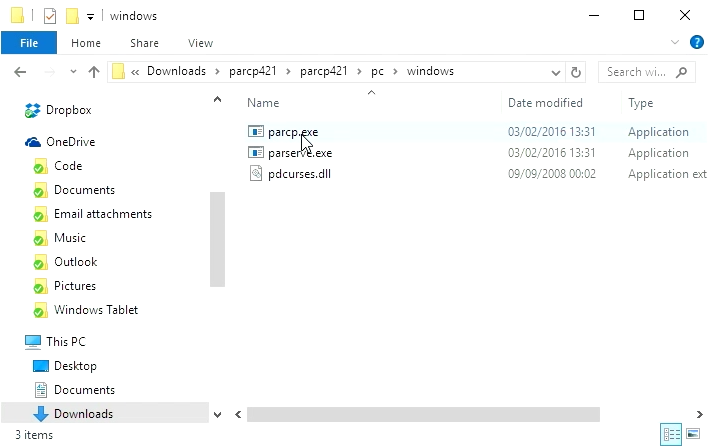 windows
File Home Share View
« Downloads > parcp421 > parcp421 > pc > windows Search wi...
Name Date modified Type
Dropbox
OneDrive
Code
Documents
Email attachments
Music
Outlook
Pictures
Windows Tablet
This PC
Desktop
Documents
Downloads
parcp.exe 03/02/2016 13:31 Application
parserve.exe 03/02/2016 13:31 Application
pdcurses.dll 09/09/2008 00:02 Application ext
3 items